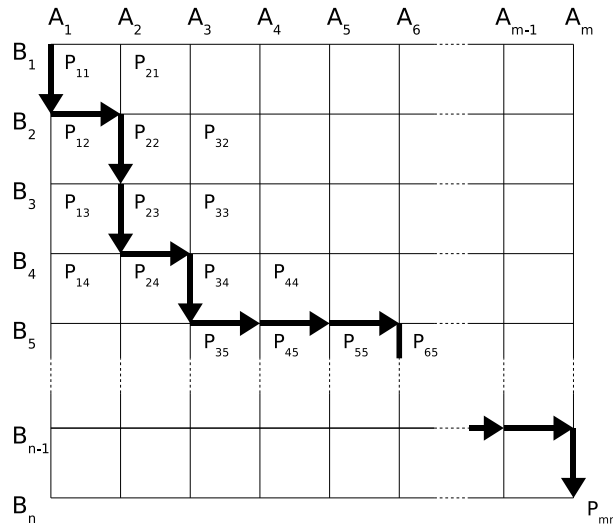 A1 A2 A3 A4 A5 A6 Am-1 Am
B1 P11 P21
B2 P12 P22 P32
B3 P13 P23 P33
B4 P14 P24 P34 P44
B5 P35 P45 P55 P65
Bn-1
Bn Pmn